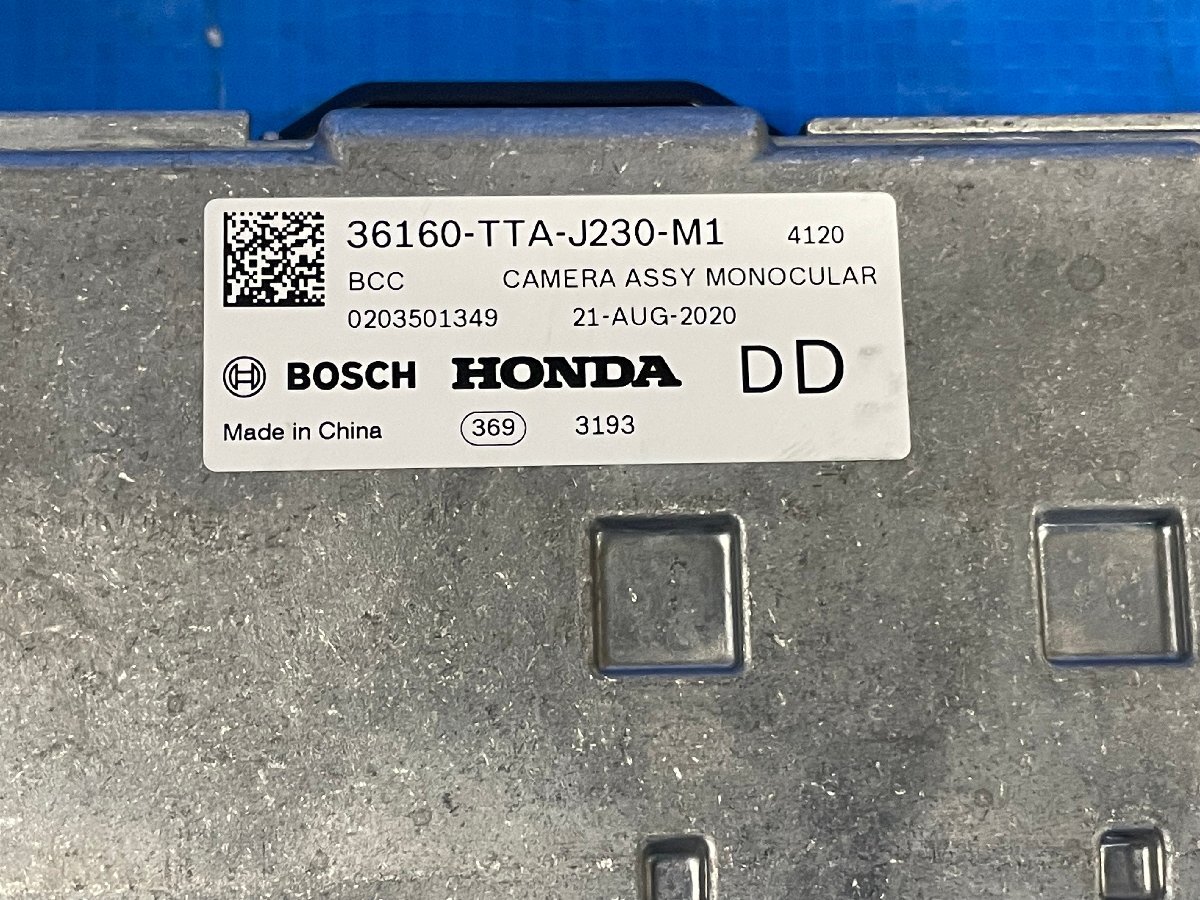 36160-TTA-J230-M1 4120
BCC CAMERA ASSY MONOCULAR
0203501349 21-AUG-2020
BOSCH HONDA DD
Made in China 369 3193